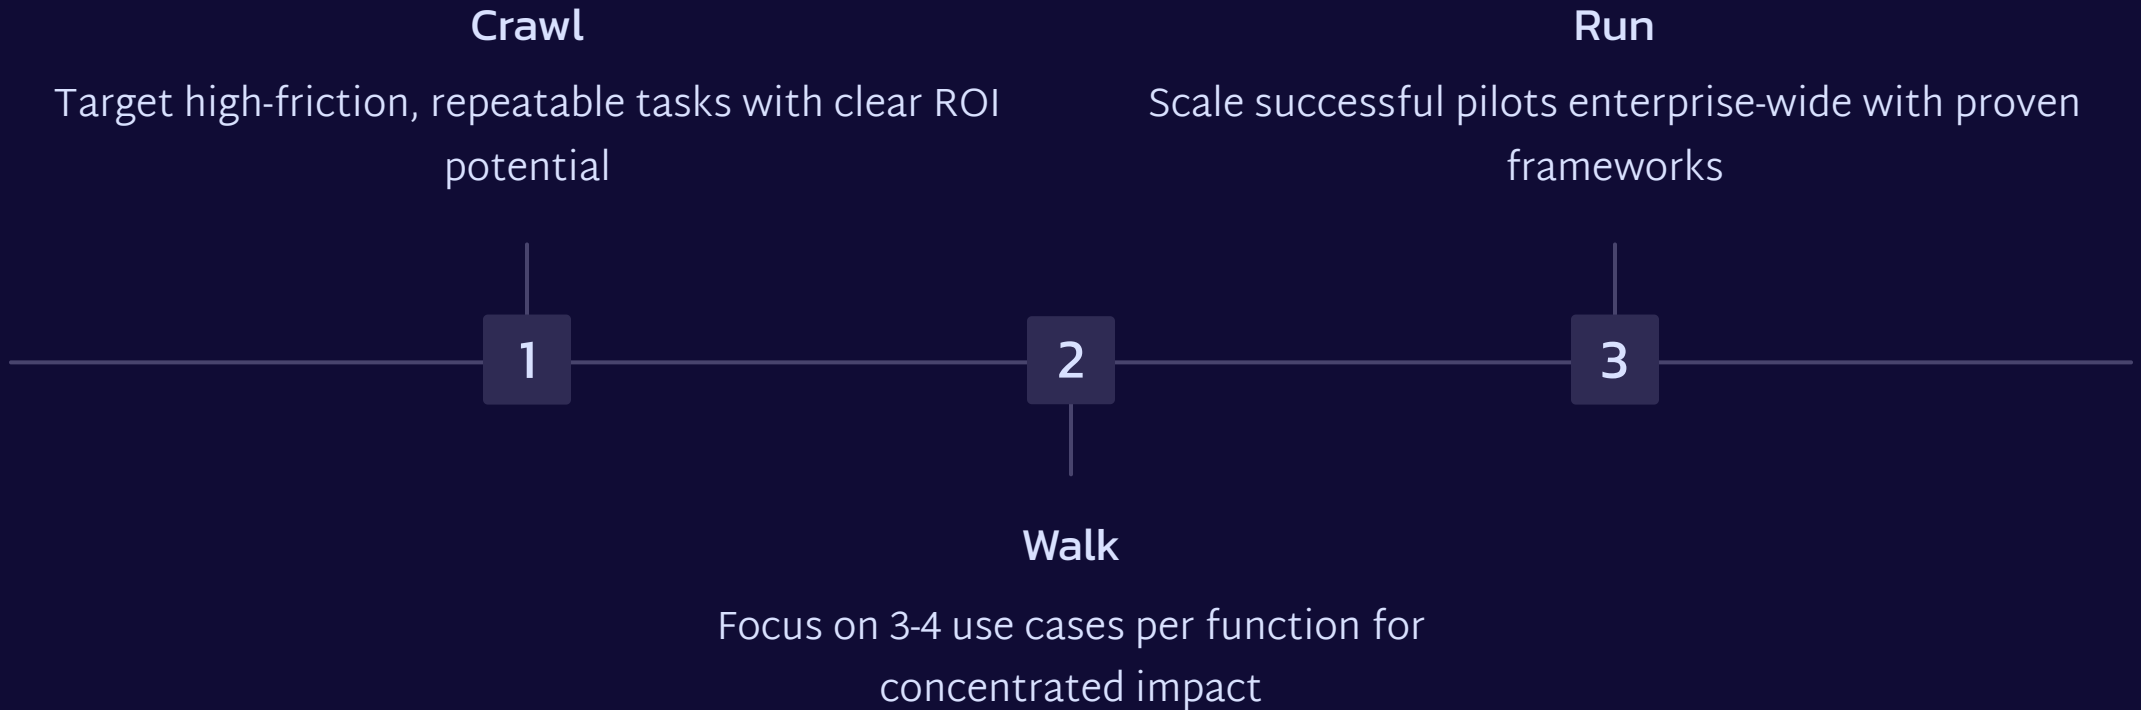 Crawl
Target high-friction, repeatable tasks with clear ROI
potential
Run
Scale successful pilots enterprise-wide with proven
frameworks
1
2
3
Walk
Focus on 3-4 use cases per function for
concentrated impact